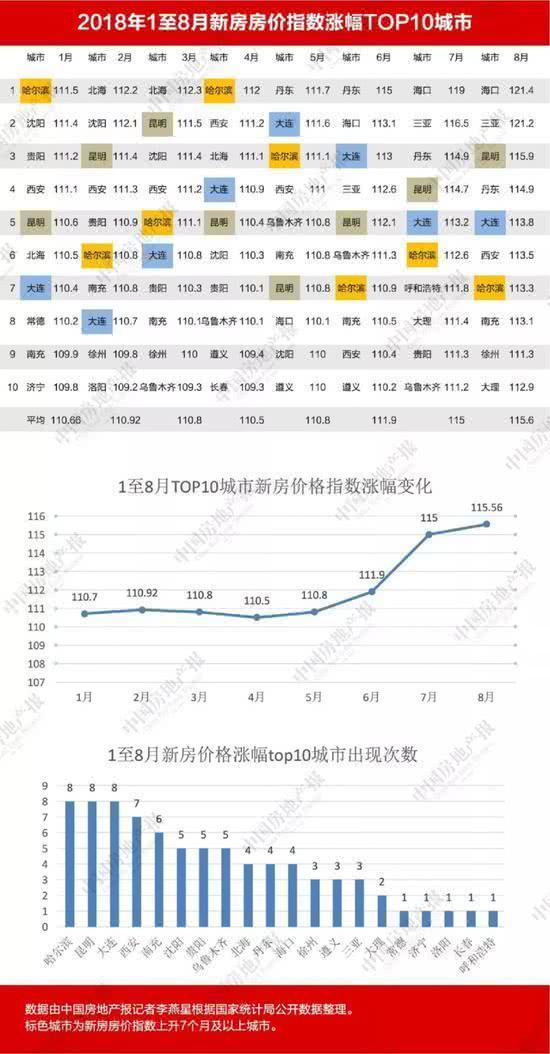 2018年1至8月新房房价指数涨幅TOP10城市
城市 1月 城市 2月 城市 3月 城市 4月 城市 5月 城市 6月 城市 7月 城市 8月
1 哈尔滨 111.5 北海 112.2 北海 112.3 哈尔滨 112 丹东 111.7 丹东 115 海口 119 海口 121.4
2 沈阳 111.4 沈阳 112.1 昆明 111.5 西安 111.2 大连 111.6 海口 113.1 三亚 116.5 三亚 121.2
3 贵阳 111.2 昆明 111.4 沈阳 111.4 北海 111.1 哈尔滨 111.1 大连 113 丹东 114.9 昆明 115.9
4 西安 111.1 西安 111.3 西安 111.2 大连 110.9 西安 111 三亚 112.6 昆明 114.7 丹东 114.9
5 昆明 110.6 贵阳 110.9 哈尔滨 111.1 昆明 110.4 乌鲁木齐 110.8 昆明 112.1 大连 113.2 大连 113.8
6 北海 110.5 哈尔滨 110.8 大连 110.8 沈阳 110.3 南充 110.8 乌鲁木齐 111.3 哈尔滨 112.6 西安 113.5
7 大连 110.4 南充 110.8 贵阳 110.3 贵阳 110.1 昆明 110.8 哈尔滨 110.9 呼和浩特 111.8 哈尔滨 113.3
8 常德 110.2 大连 110.7 南充 110.1 乌鲁木齐 110.1 海口 110.1 南充 110.5 大理 111.4 南充 113.1
9 南充 109.9 徐州 109.8 徐州 110 遵义 109.4 沈阳 110 西安 110.4 贵阳 111.3 徐州 111.3
10 济宁 109.8 洛阳 109.2 乌鲁木齐 109.3 长春 109.3 遵义 110 遵义 110.2 乌鲁木齐 111.2 大理 112.9
平均 110.66 110.92 110.8 110.5 110.8 111.9 115 115.6
中国房地产报
1至8月TOP10城市新房价格指数涨幅变化
116
115
114
113
112
111
110
109
108
107
110.7 110.92 110.8 110.5 110.8 111.9 115 115.56
1月 2月 3月 4月 5月 6月 7月 8月
1至8月新房价格涨幅top10城市出现次数
9
8
7
6
5
4
3
2
1
0
8 8 8 7 6 5 5 5 4 4 4 3 3 3 2 1 1 1 1 1
哈尔滨 昆明 大连 西安 南充 沈阳 贵阳 乌鲁木齐 北海 丹东 海口 徐州 遵义 三亚 大理 常德 济宁 洛阳 长春 呼和浩特
数据由中国房地产报记者李燕星根据国家统计局公开数据整理。
标色城市为新房房价指数上升7个月及以上城市。